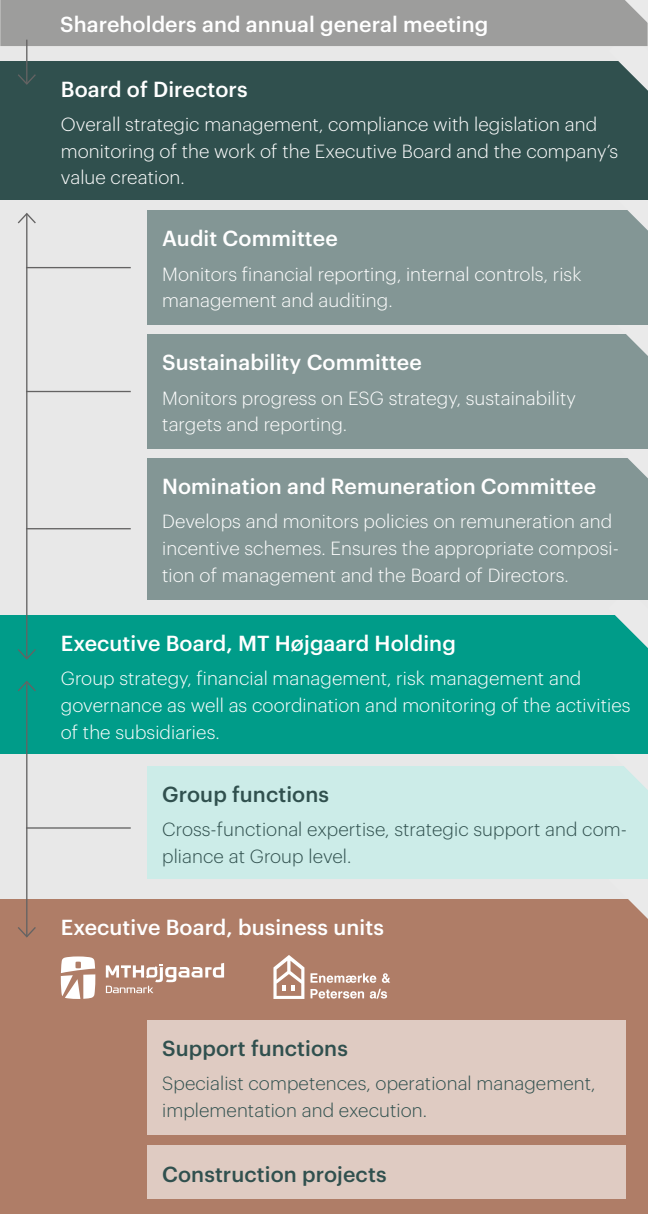 Shareholders and annual general meeting
Board of Directors
Overall strategic management, compliance with legislation and
monitoring of the work of the Executive Board and the company’s
value creation.
Audit Committee
Monitors financial reporting, internal controls, risk
management and auditing.
Sustainability Committee
Monitors progress on ESG strategy, sustainability
targets and reporting.
Nomination and Remuneration Committee
Develops and monitors policies on remuneration and
incentive schemes. Ensures the appropriate composi-
tion of management and the Board of Directors.
Executive Board, MT Højgaard Holding
Group strategy, financial management, risk management and
governance as well as coordination and monitoring of the activities
of the subsidiaries.
Group functions
Cross-functional expertise, strategic support and com-
pliance at Group level.
Executive Board, business units
MTHøjgaard
Danmark
Enemærke &
Petersen a/s
Support functions
Specialist competences, operational management,
implementation and execution.
Construction projects